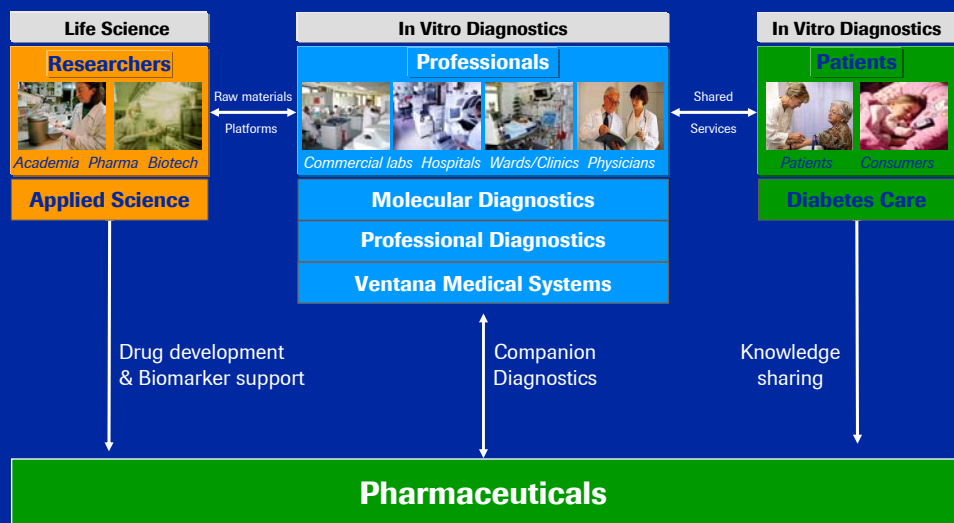 Life Science
In Vitro Diagnostics
In Vitro Diagnostics
Researchers
Professionals
Patients
Raw materials
Platforms
Shared
Services
Academia Pharma Biotech
Commercial labs Hospitals Wards/Clinics Physicians
Patients Consumers
Applied Science
Molecular Diagnostics
Diabetes Care
Professional Diagnostics
Ventana Medical Systems
Drug development
& Biomarker support
Companion
Diagnostics
Knowledge
sharing
Pharmaceuticals